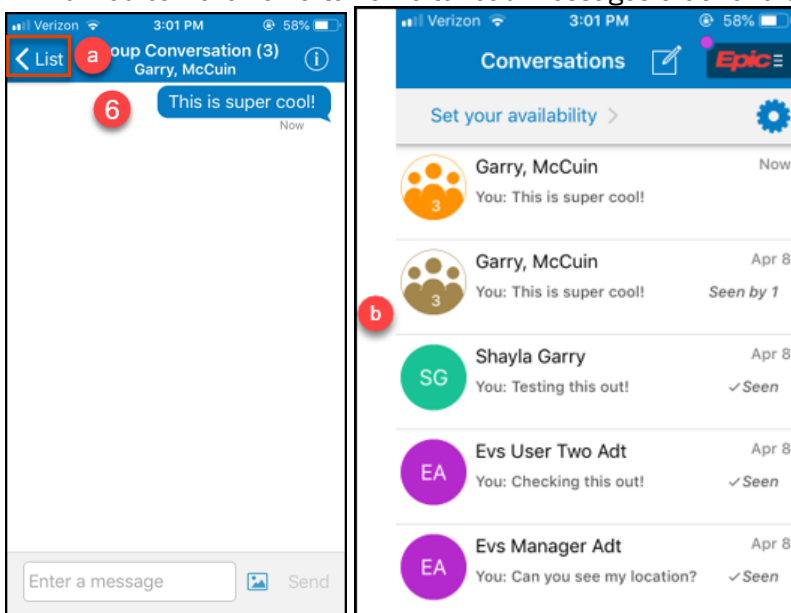 Verizon 3:01 PM 58%
List
a
Group Conversation (3)
Garry, McCuin
6
This is super cool!
Now
Enter a message
Send
Verizon 3:01 PM 58%
Conversations
Epic
Set your availability >
Garry, McCuin Now
3
You: This is super cool!
Garry, McCuin Apr 8
3
You: This is super cool! Seen by 1
b
Shayla Garry Apr 8
SG
You: Testing this out! ✓Seen
Evs User Two Adt Apr 8
EA
You: Checking this out! ✓Seen
Evs Manager Adt Apr 8
EA
You: Can you see my location? ✓Seen